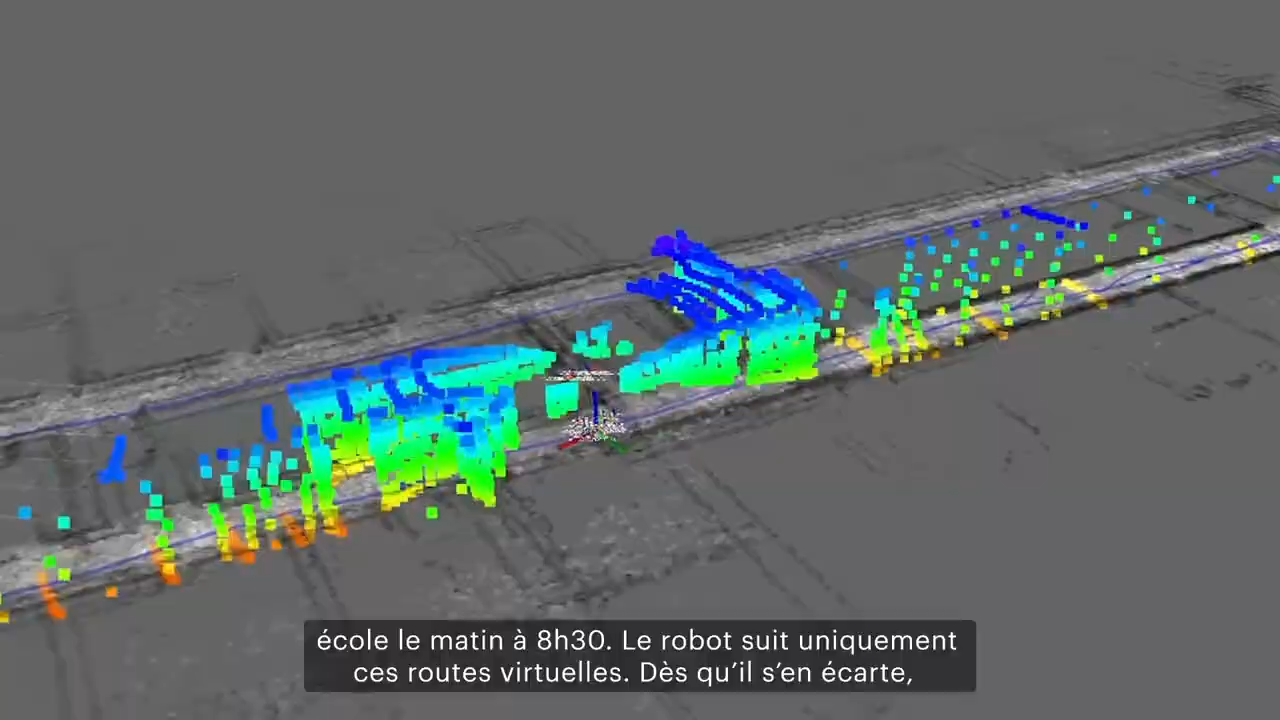 école le matin à 8h30. Le robot suit uniquement
ces routes virtuelles. Dès qu’il s’en écarte,